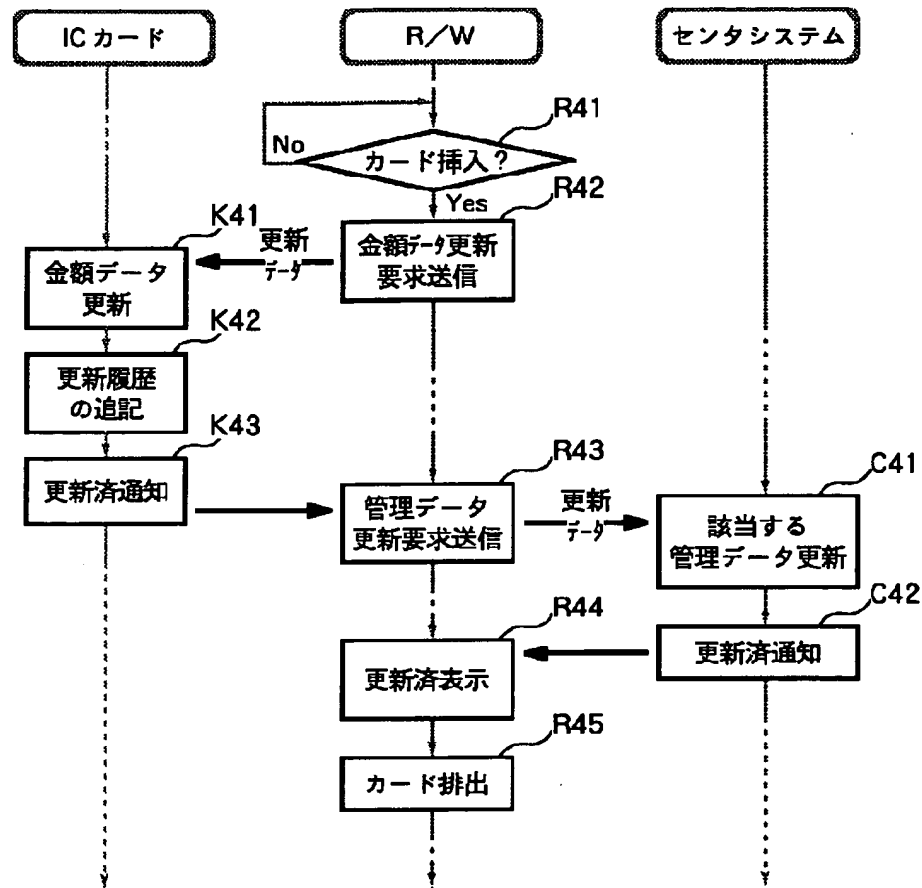 IC カード
R/W
センタシステム
R41
No
カード挿入?
Yes
R42
K41
更新
データ
金額データ更新
要求送信
金額データ
更新
K42
更新履歴
の追記
K43
更新済通知
R43
管理データ
更新要求送信
更新
データ
C41
該当する
管理データ更新
C42
更新済通知
R44
更新済表示
R45
カード排出